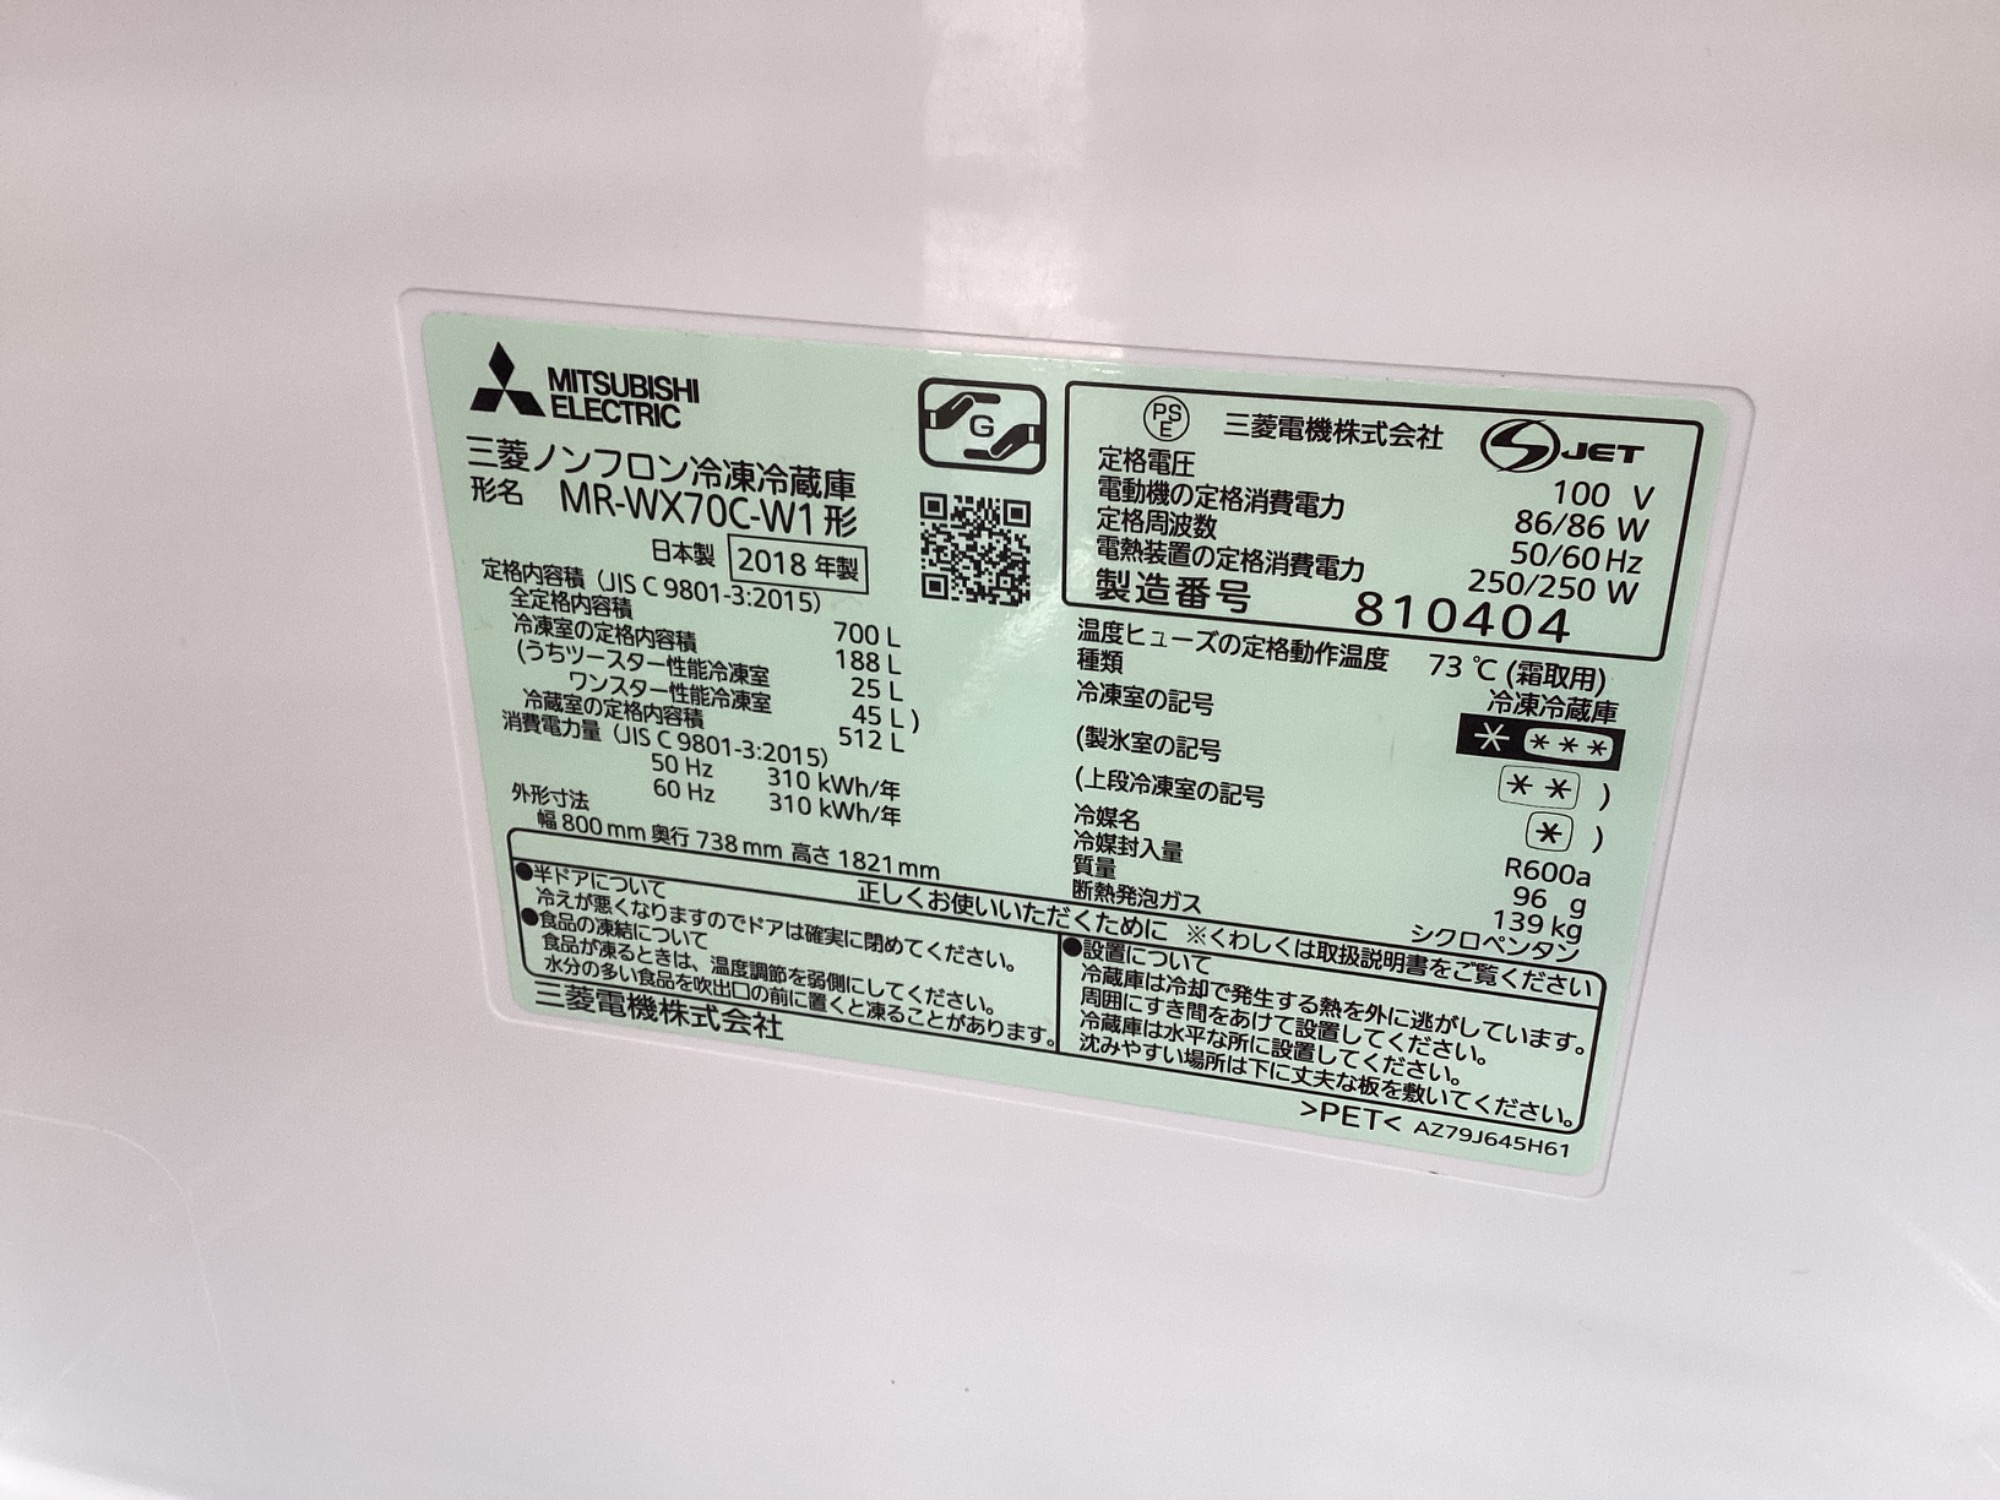 MITSUBISHI
ELECTRIC
三菱ノンフロン冷凍冷蔵庫
形名 MR-WX70C-W1形
日本製 2018 年製
定格内容積（JIS C 9801-3:2015）
全定格内容積 700 L
冷凍室の定格内容積 188 L
(うちツースター性能冷凍室 25 L
ワンスター性能冷凍室 45 L )
冷蔵室の定格内容積 512 L
消費電力量（JIS C 9801-3:2015）
50 Hz 310 kWh/年
60 Hz 310 kWh/年
外形寸法
幅 800 mm 奥行 738 mm 高さ 1821 mm
G
PS
E
三菱電機株式会社
JET
定格電圧 100 V
電動機の定格消費電力 86/86 W
定格周波数 50/60 Hz
電熱装置の定格消費電力 250/250 W
製造番号 810404
温度ヒューズの定格動作温度 73 ℃ (霜取用)
種類 冷凍冷蔵庫
冷凍室の記号 * ***
(製氷室の記号 ** )
(上段冷凍室の記号 * )
冷媒名 R600a
冷媒封入量 96 g
質量 139 kg
断熱発泡ガス シクロペンタン
正しくお使いいただくために ※くわしくは取扱説明書をご覧ください
●半ドアについて
冷えが悪くなりますのでドアは確実に閉めてください。
●食品の凍結について
食品が凍るときは、温度調節を弱側にしてください。
水分の多い食品を吹出口の前に置くと凍ることがあります。
●設置について
冷蔵庫は冷却で発生する熱を外に逃がしています。
周囲にすき間をあけて設置してください。
冷蔵庫は水平な所に設置してください。
沈みやすい場所は下に丈夫な板を敷いてください。
三菱電機株式会社
>PET< AZ79J645H61